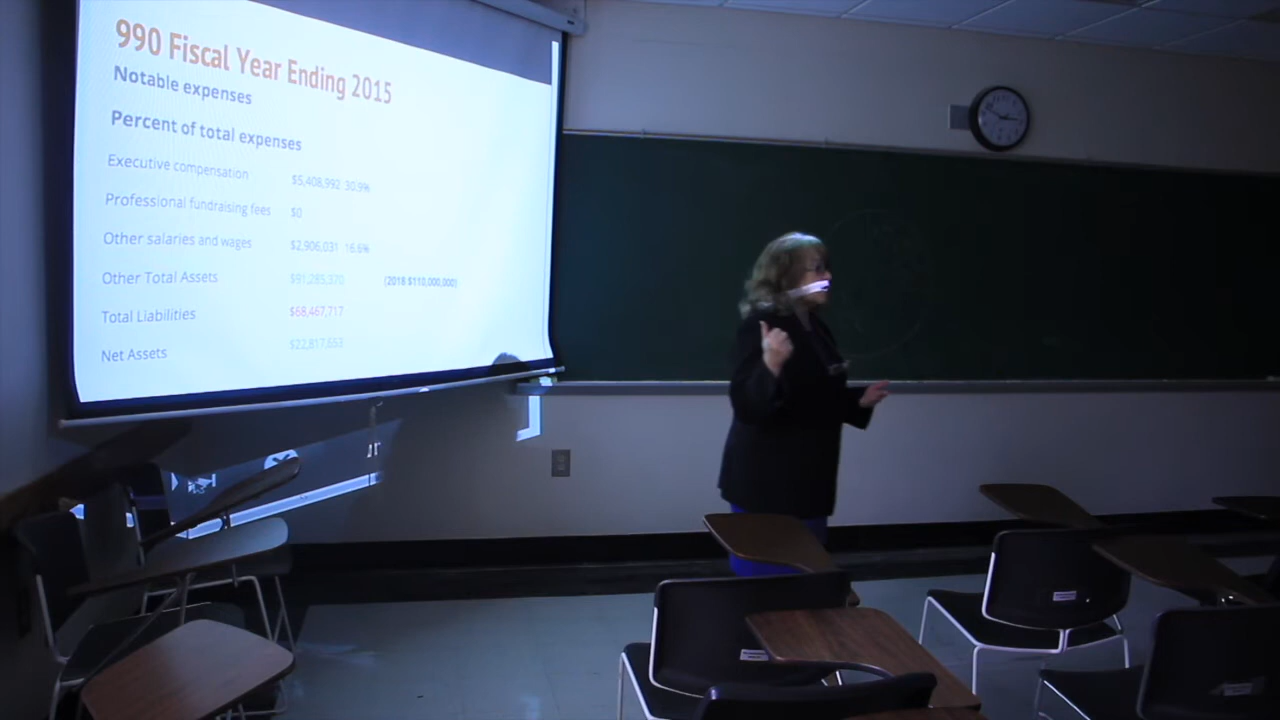 990 Fiscal Year Ending 2015
Notable expenses
Percent of total expenses
Executive compensation $5,408,992 30.9%
Professional fundraising fees $0
Other salaries and wages $2,906,031 16.6%
Other Total Assets $91,285,370 (2018 $110,000,000)
Total Liabilities $68,467,717
Net Assets $22,817,653